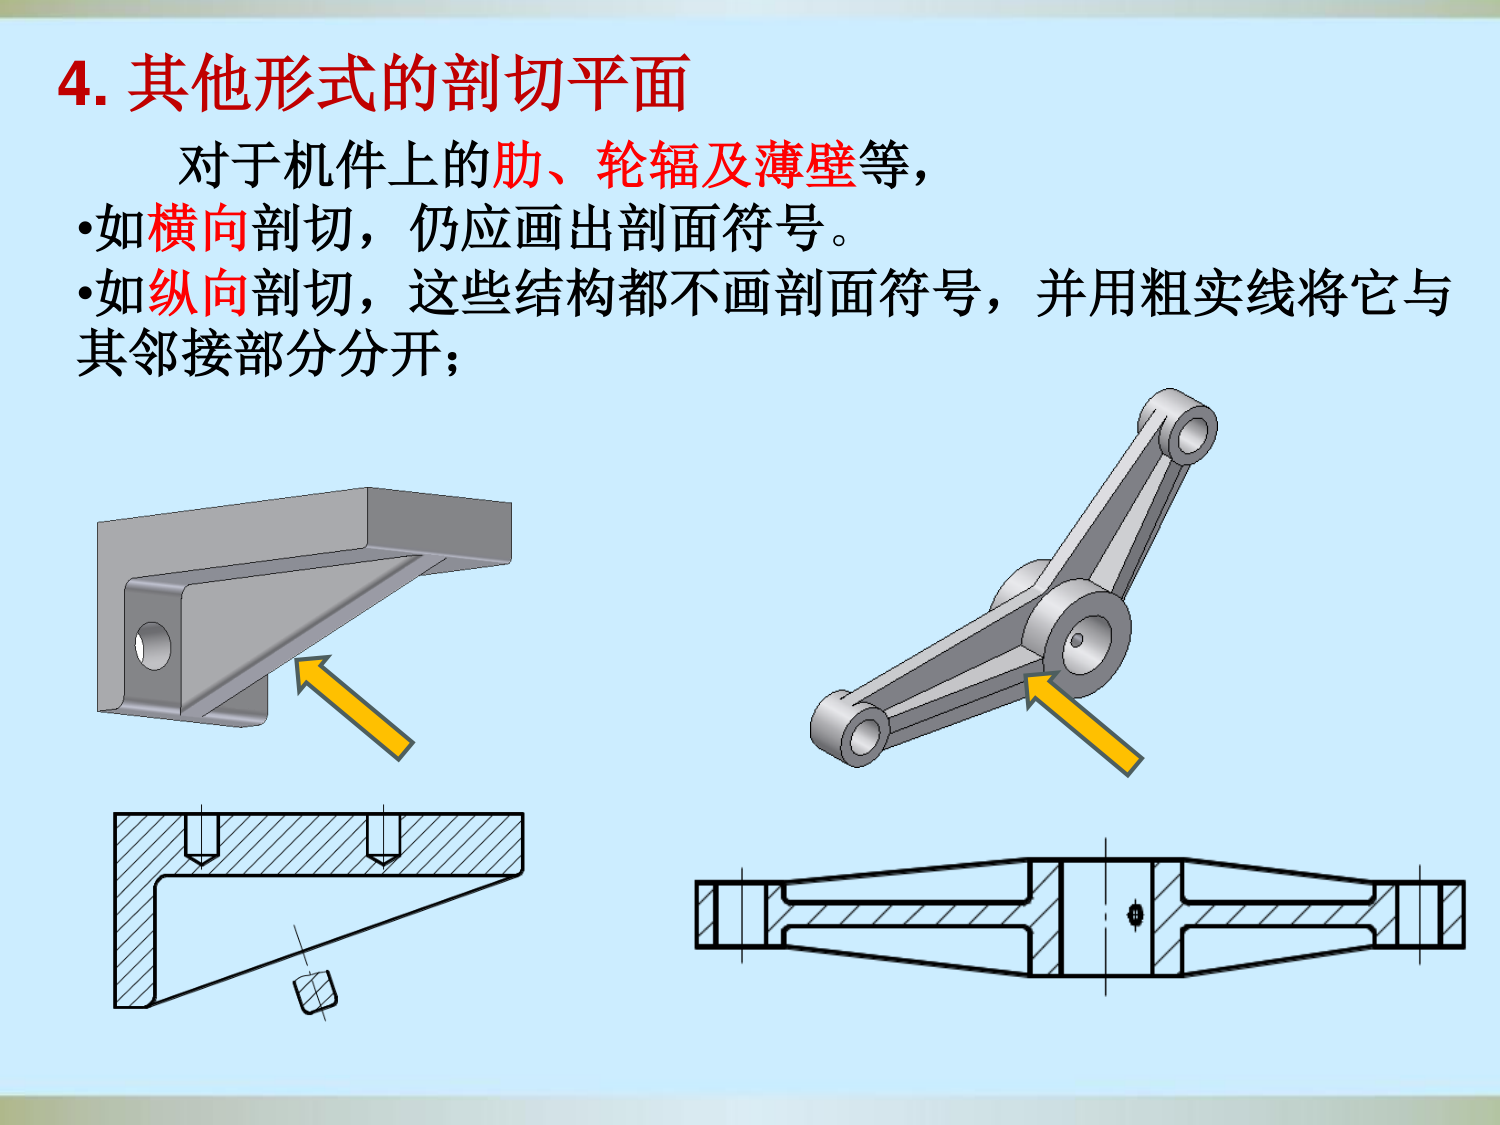 4. 其他形式的剖切平面
对于机件上的肋、轮辐及薄壁等，
•如横向剖切，仍应画出剖面符号。
•如纵向剖切，这些结构都不画剖面符号，并用粗实线将它与
其邻接部分分开；